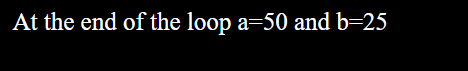 At the end of the loop a=50 and b=25